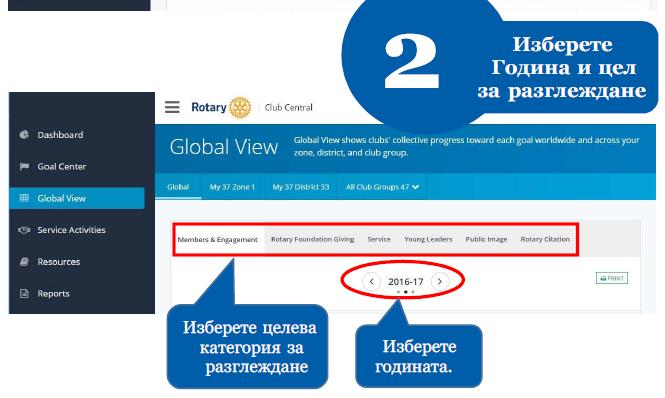 2
Изберете
Година и цел
за разглеждане
Rotary Club Central
Dashboard
Goal Center
Global View
Service Activities
Resources
Reports
Global View
Global View shows clubs' collective progress toward each goal worldwide and across your
zone, district, and club group.
Global My 37 Zone 1 My 37 District 33 All Club Groups 47
Members & Engagement Rotary Foundation Giving Service Young Leaders Public Image Rotary Citation
2016-17
PRINT
Изберете целева
категория за
разглеждане
Изберете
годината.